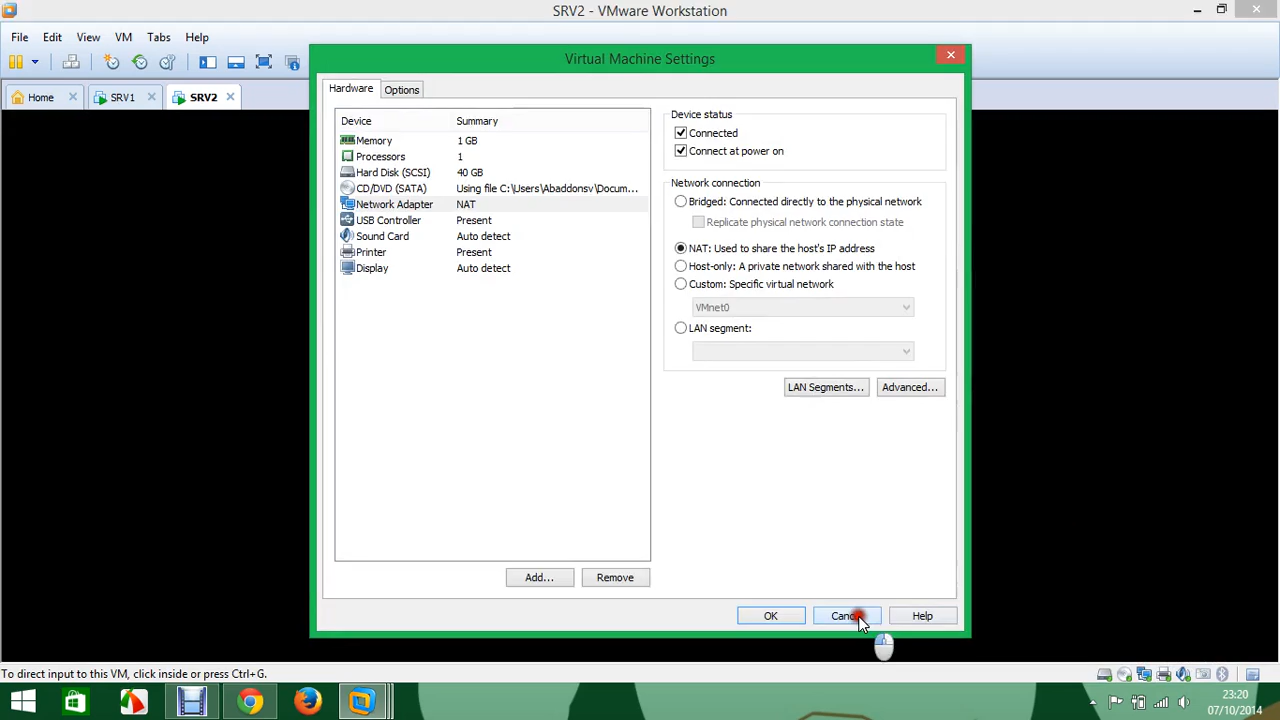 SRV2 - VMware Workstation
File Edit View VM Tabs Help
Home SRV1 SRV2
Virtual Machine Settings
Hardware Options
Device Summary
Memory 1 GB
Processors 1
Hard Disk (SCSI) 40 GB
CD/DVD (SATA) Using file C:\Users\Abaddonsv\Docum...
Network Adapter NAT
USB Controller Present
Sound Card Auto detect
Printer Present
Display Auto detect
Add... Remove
Device status
Connected
Connect at power on
Network connection
Bridged: Connected directly to the physical network
Replicate physical network connection state
NAT: Used to share the host's IP address
Host-only: A private network shared with the host
Custom: Specific virtual network
VMnet0
LAN segment:
LAN Segments... Advanced...
OK Help
To direct input to this VM, click inside or press Ctrl+G.
23:20
07/10/2014